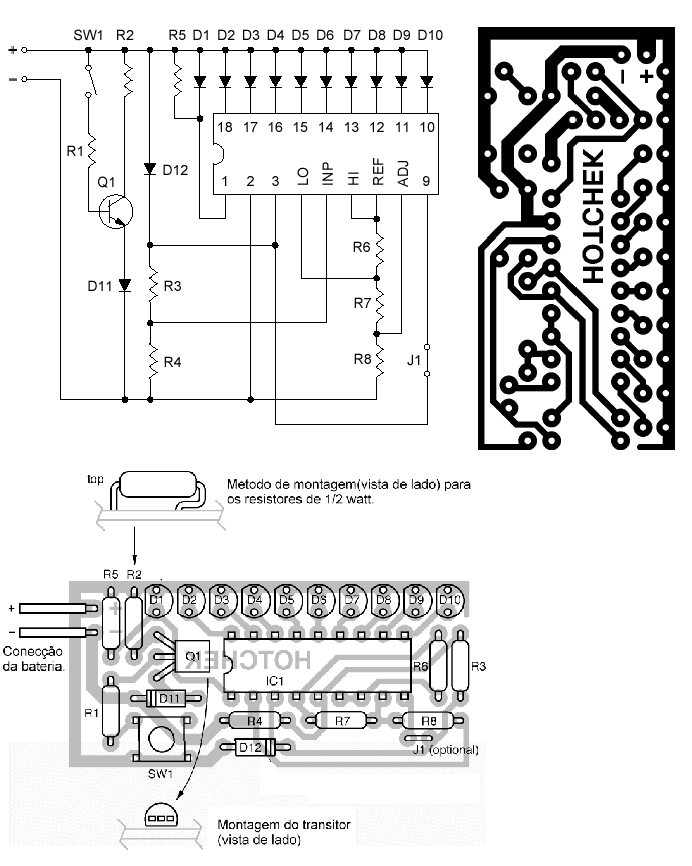 SW1 R2 R5 D1 D2 D3 D4 D5 D6 D7 D8 D9 D10
+
−
18 17 16 15 14 13 12 11 10
R1
D12
Q1
LO INP HI REF ADJ
1 2 3 9
R6
D11
R3
R7
R4
R8
J1
− +
HOTCHEK
top
Metodo de montagem(vista de lado) para
os resistores de 1/2 watt.
R5 R2
D1 D2 D3 D4 D5 D6 D7 D8 D9 D10
+
−
+
−
Conecção
da bateria.
Q1
HOTCHEK
IC1
R6
R3
R1
D11
R4
R7
R8
D12
J1 (optional)
SW1
Montagem do transitor
(vista de lado)